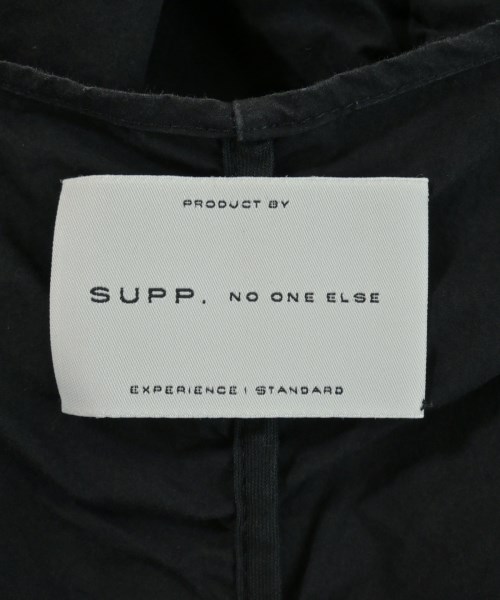 PRODUCT BY
SUPP. NO ONE ELSE
EXPERIENCE | STANDARD